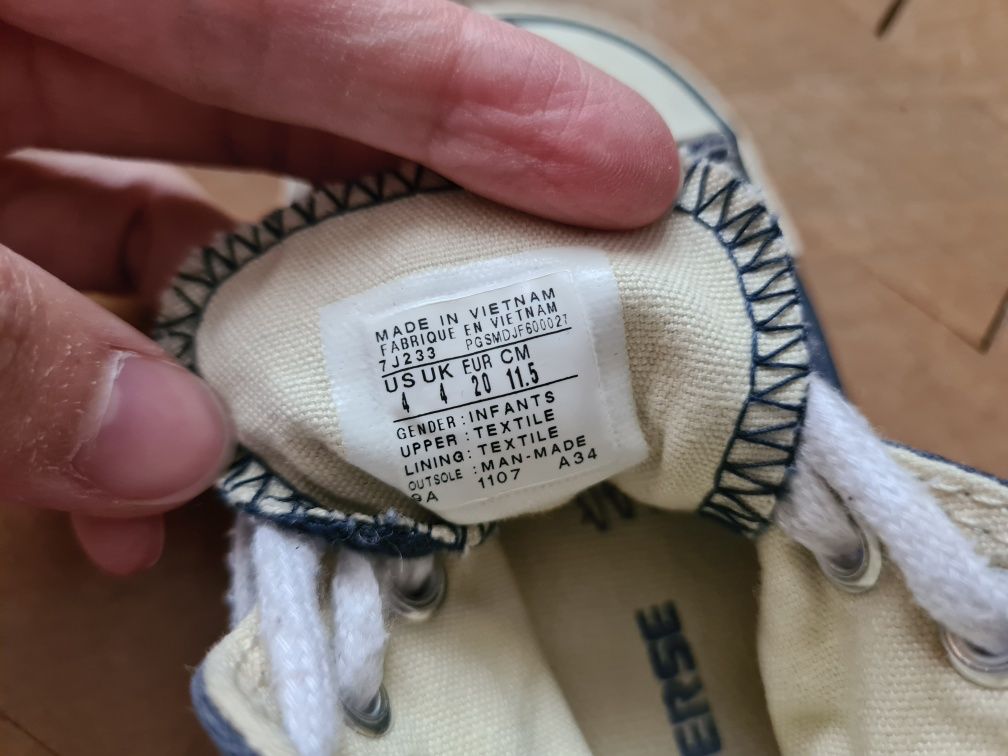 MADE IN VIETNAM
FABRIQUE EN VIETNAM
7J233 PGSMDJF600027
US UK EUR CM
4 4 20 11.5
GENDER : INFANTS
UPPER : TEXTILE
LINING : TEXTILE
OUTSOLE : MAN-MADE
9A 1107 A34
ERSE